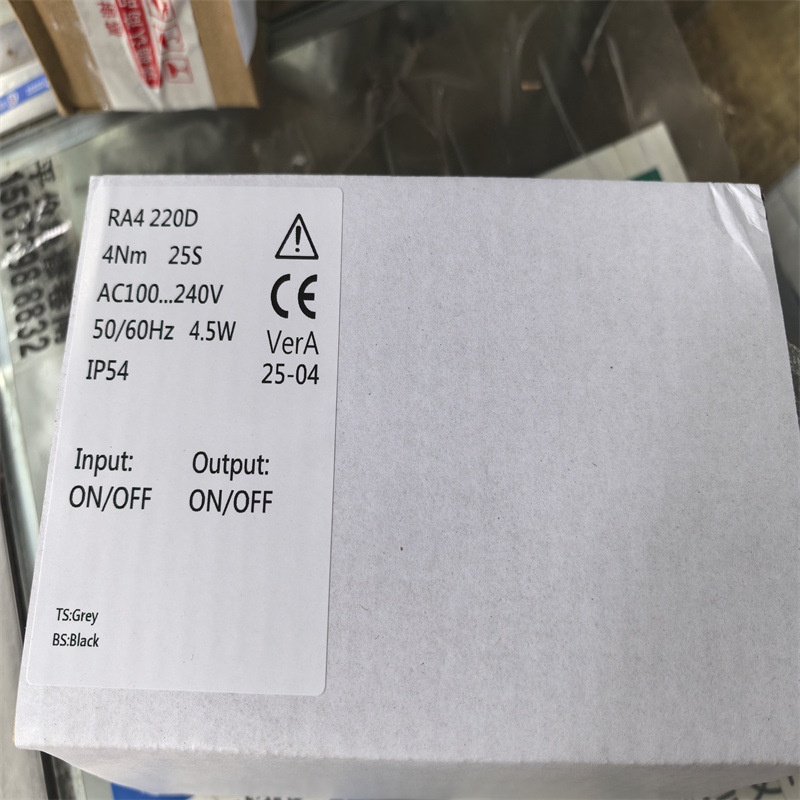 RA4 220D
4Nm 25S
AC100...240V
50/60Hz 4.5W
IP54
CE
VerA
25-04
Input: Output:
ON/OFF ON/OFF
TS:Grey
BS:Black